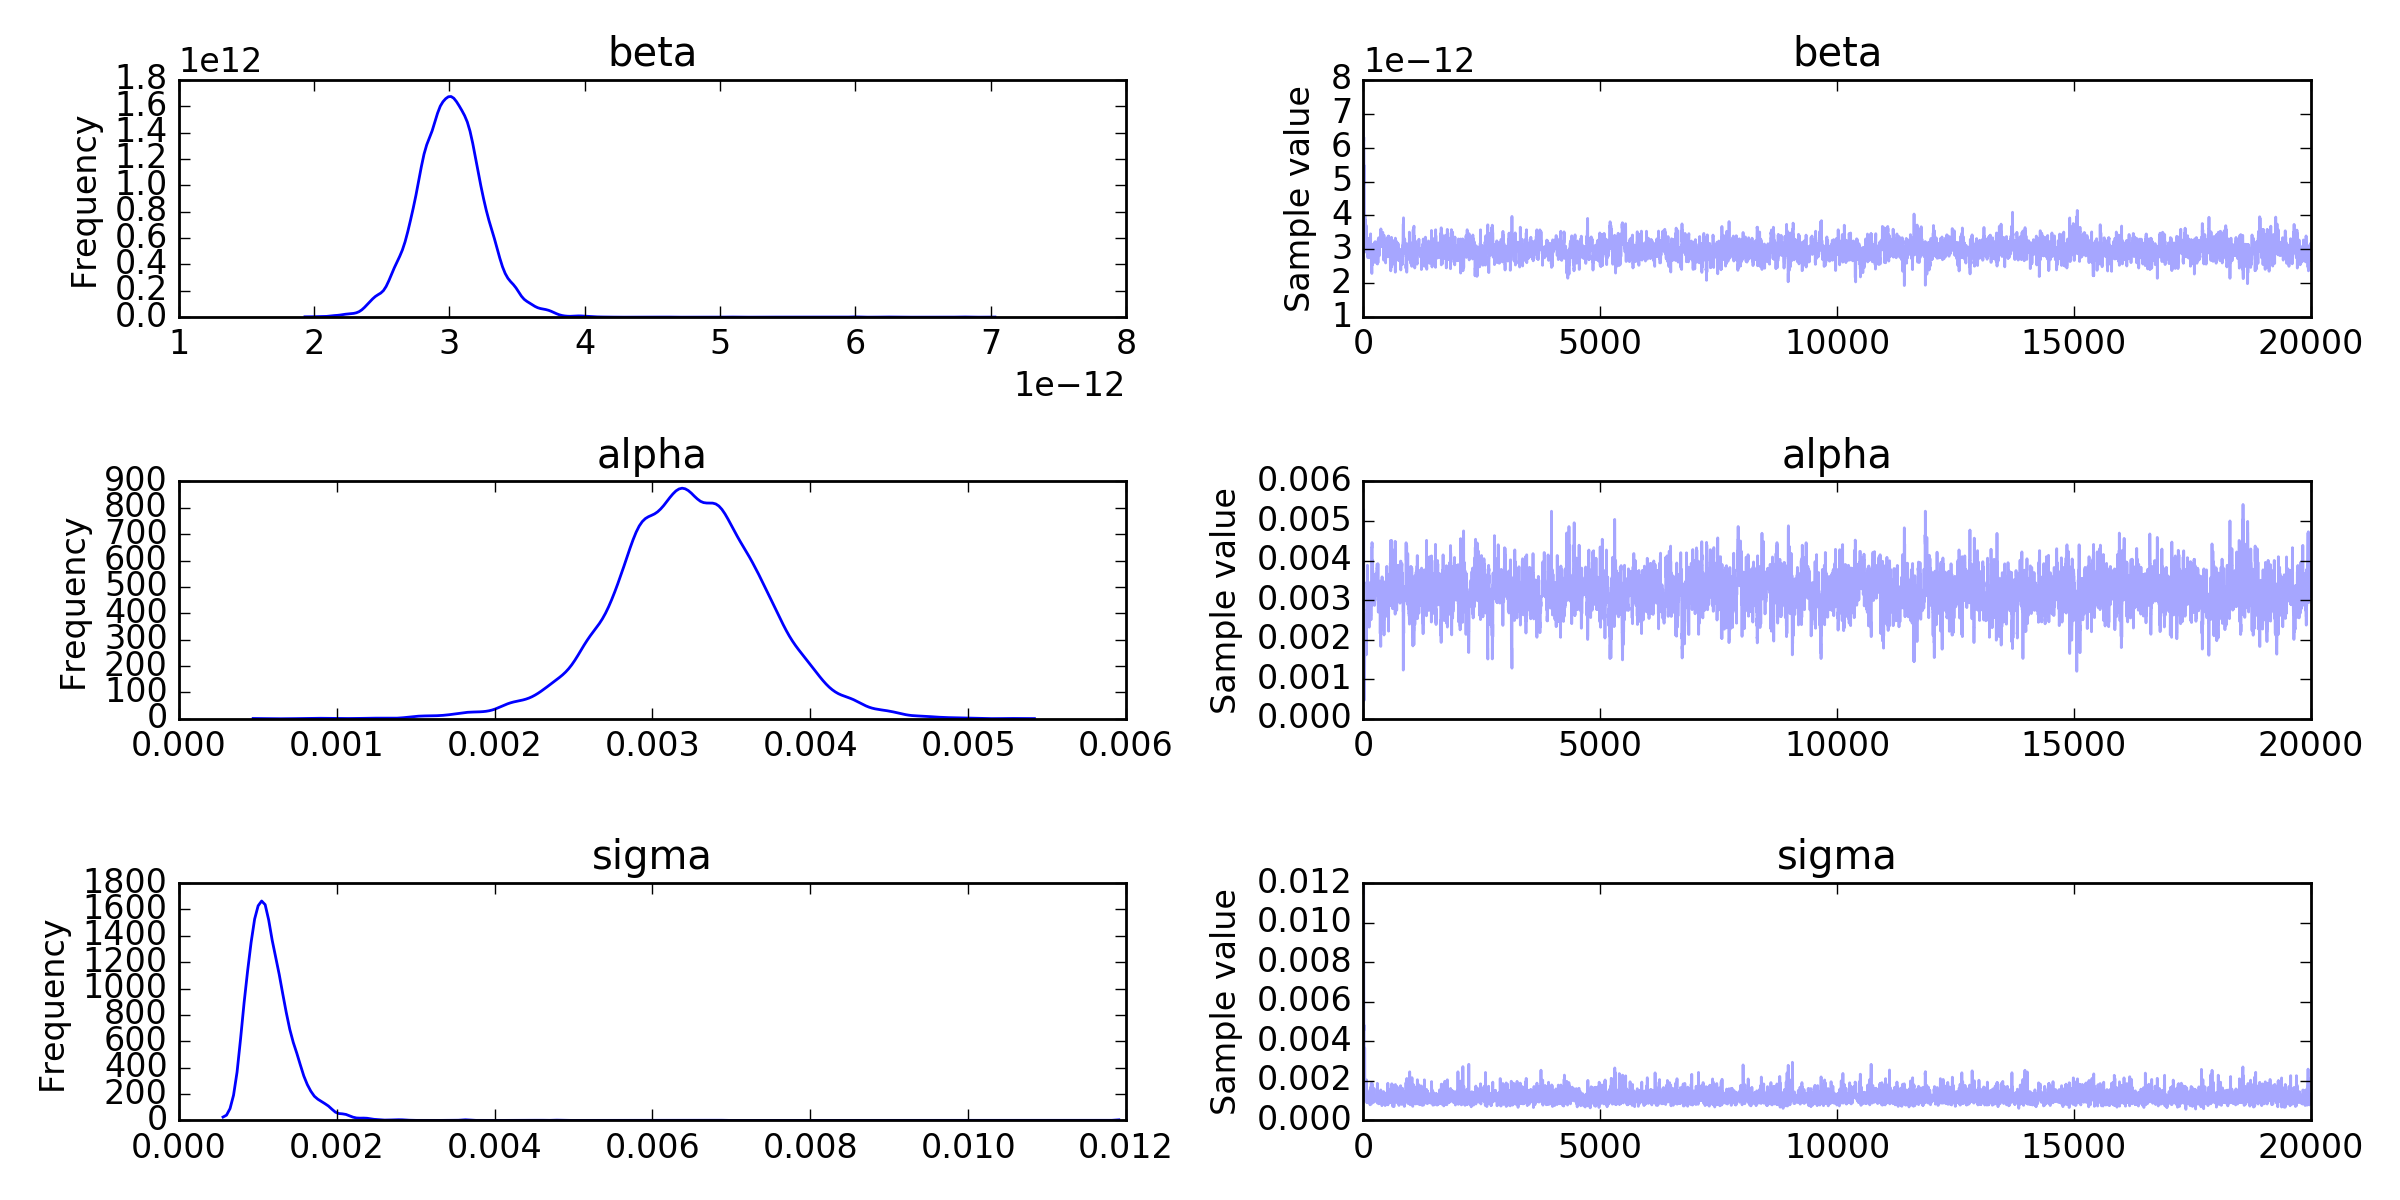 beta
1e12
Frequency
1.8
1.6
1.4
1.2
1.0
0.8
0.6
0.4
0.2
0.0
1 2 3 4 5 6 7 8
1e−12
beta
1e−12
Sample value
8
7
6
5
4
3
2
1
0 5000 10000 15000 20000
alpha
Frequency
900
800
700
600
500
400
300
200
100
0
0.000 0.001 0.002 0.003 0.004 0.005 0.006
alpha
Sample value
0.006
0.005
0.004
0.003
0.002
0.001
0.000
0 5000 10000 15000 20000
sigma
Frequency
1800
1600
1400
1200
1000
800
600
400
200
0
0.000 0.002 0.004 0.006 0.008 0.010 0.012
sigma
Sample value
0.012
0.010
0.008
0.006
0.004
0.002
0.000
0 5000 10000 15000 20000